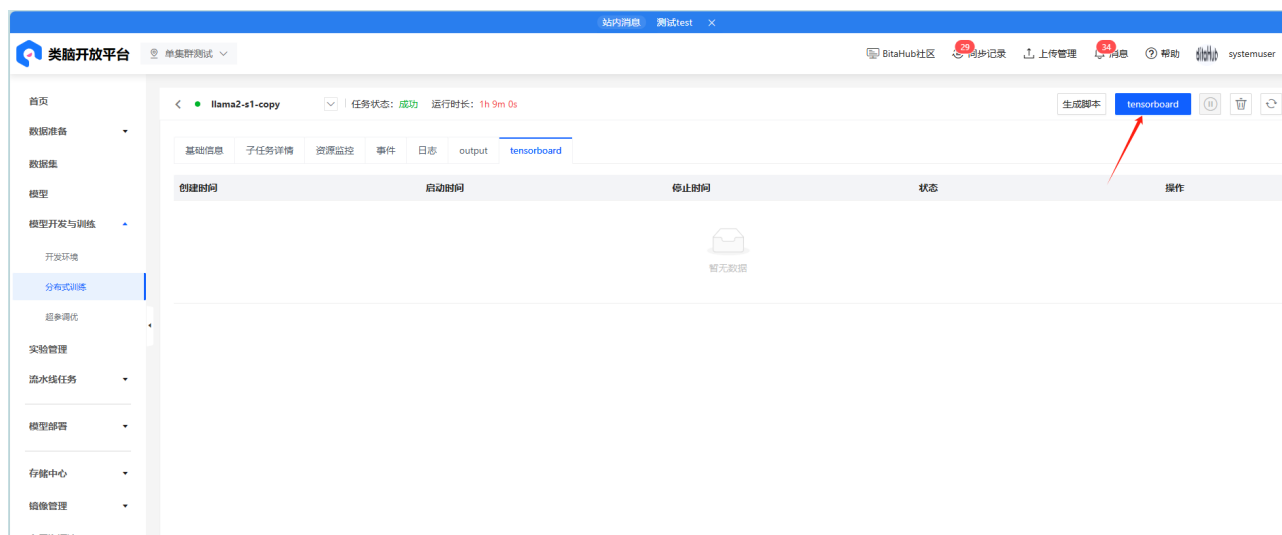 站内消息 测试test ×
类脑开放平台 单集群测试 BitaHub社区 29 同步记录 上传管理 34 消息 帮助 BitaHub systemuser
首页
llama2-s1-copy 任务状态：成功 运行时长：1h 9m 0s 生成脚本 tensorboard
数据准备
基础信息 子任务详情 资源监控 事件 日志 output tensorboard
数据集
创建时间 启动时间 停止时间 状态 操作
模型
模型开发与训练
开发环境
暂无数据
分布式训练
超参调优
实验管理
流水线任务
模型部署
存储中心
镜像管理